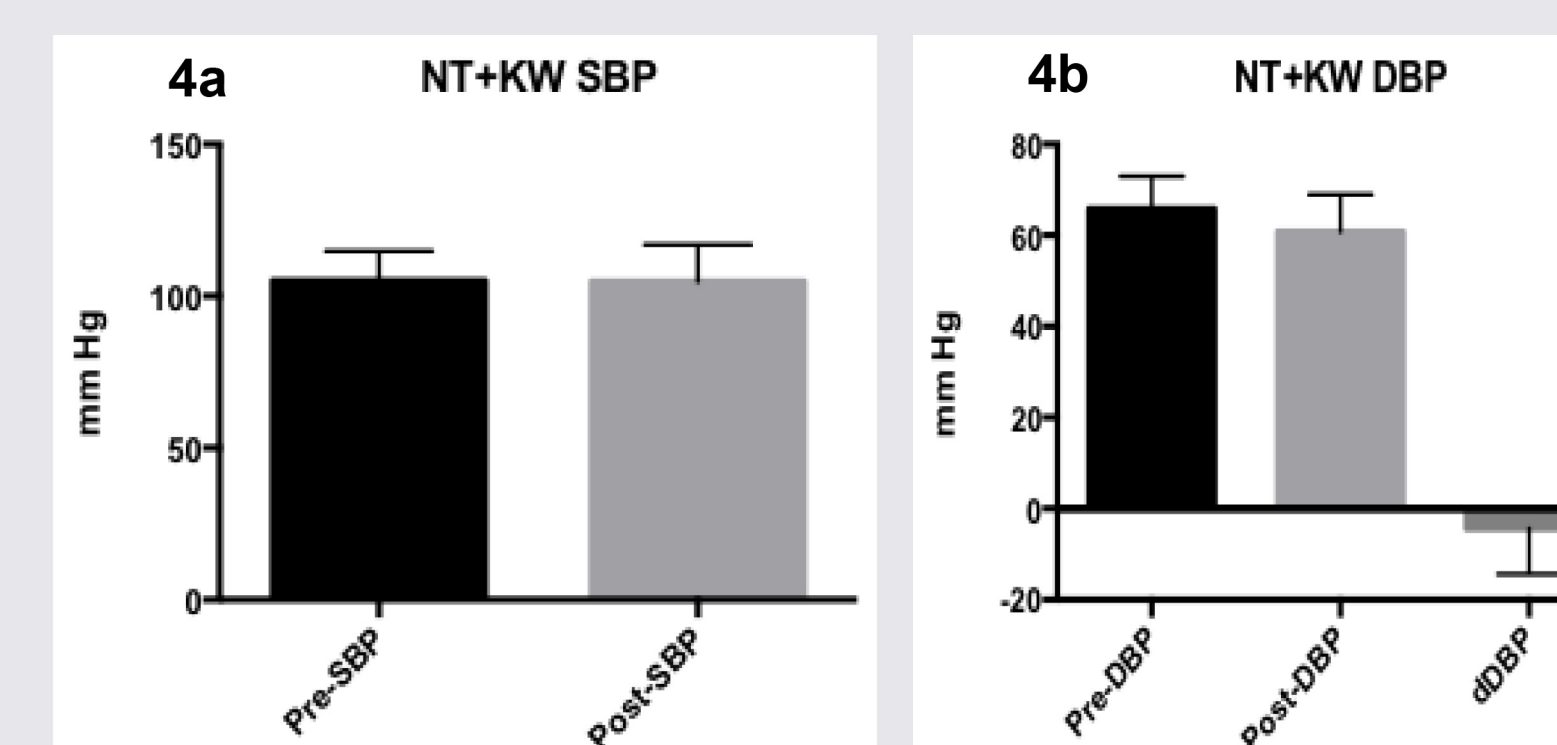 4a
NT+KW SBP
150
100
50
0
mm Hg
Pre-SBP
Post-SBP
4b
NT+KW DBP
80
60
40
20
0
-20
mm Hg
Pre-DBP
Post-DBP
dDBP